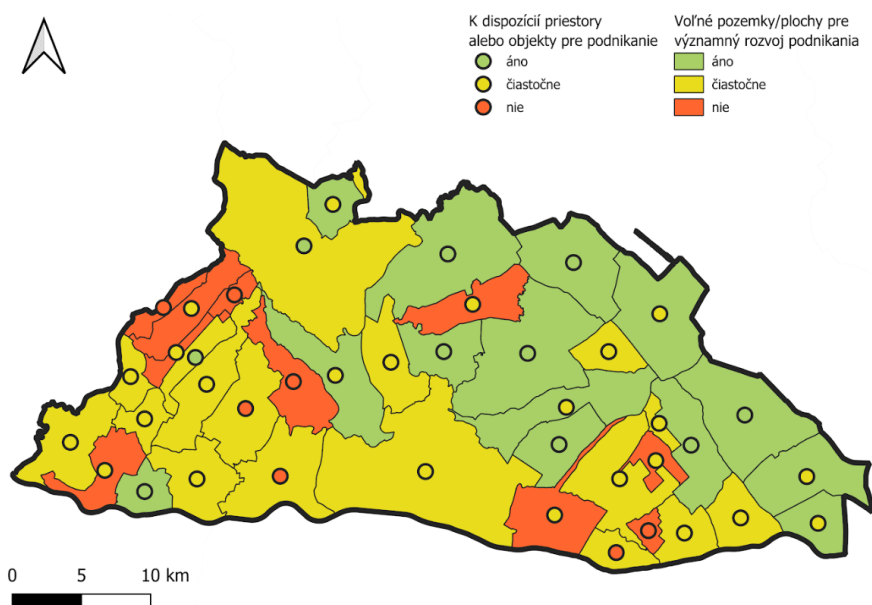 K dispozícií priestory
alebo objekty pre podnikanie
áno
čiastočne
nie
Voľné pozemky/plochy pre
významný rozvoj podnikania
áno
čiastočne
nie
0 5 10 km